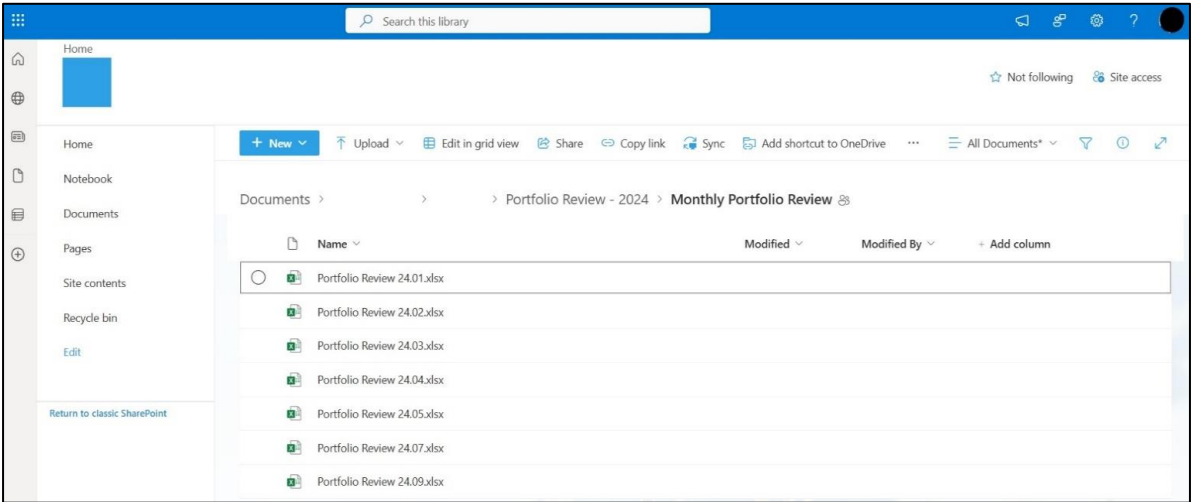 Search this library
?
Home
Not following Site access
Home
Notebook
Documents
Pages
Site contents
Recycle bin
Edit
Return to classic SharePoint
+ New Upload Edit in grid view Share Copy link Sync Add shortcut to OneDrive ... All Documents*
Documents > > > Portfolio Review - 2024 > Monthly Portfolio Review
Name Modified Modified By + Add column
Portfolio Review 24.01.xlsx
Portfolio Review 24.02.xlsx
Portfolio Review 24.03.xlsx
Portfolio Review 24.04.xlsx
Portfolio Review 24.05.xlsx
Portfolio Review 24.07.xlsx
Portfolio Review 24.09.xlsx